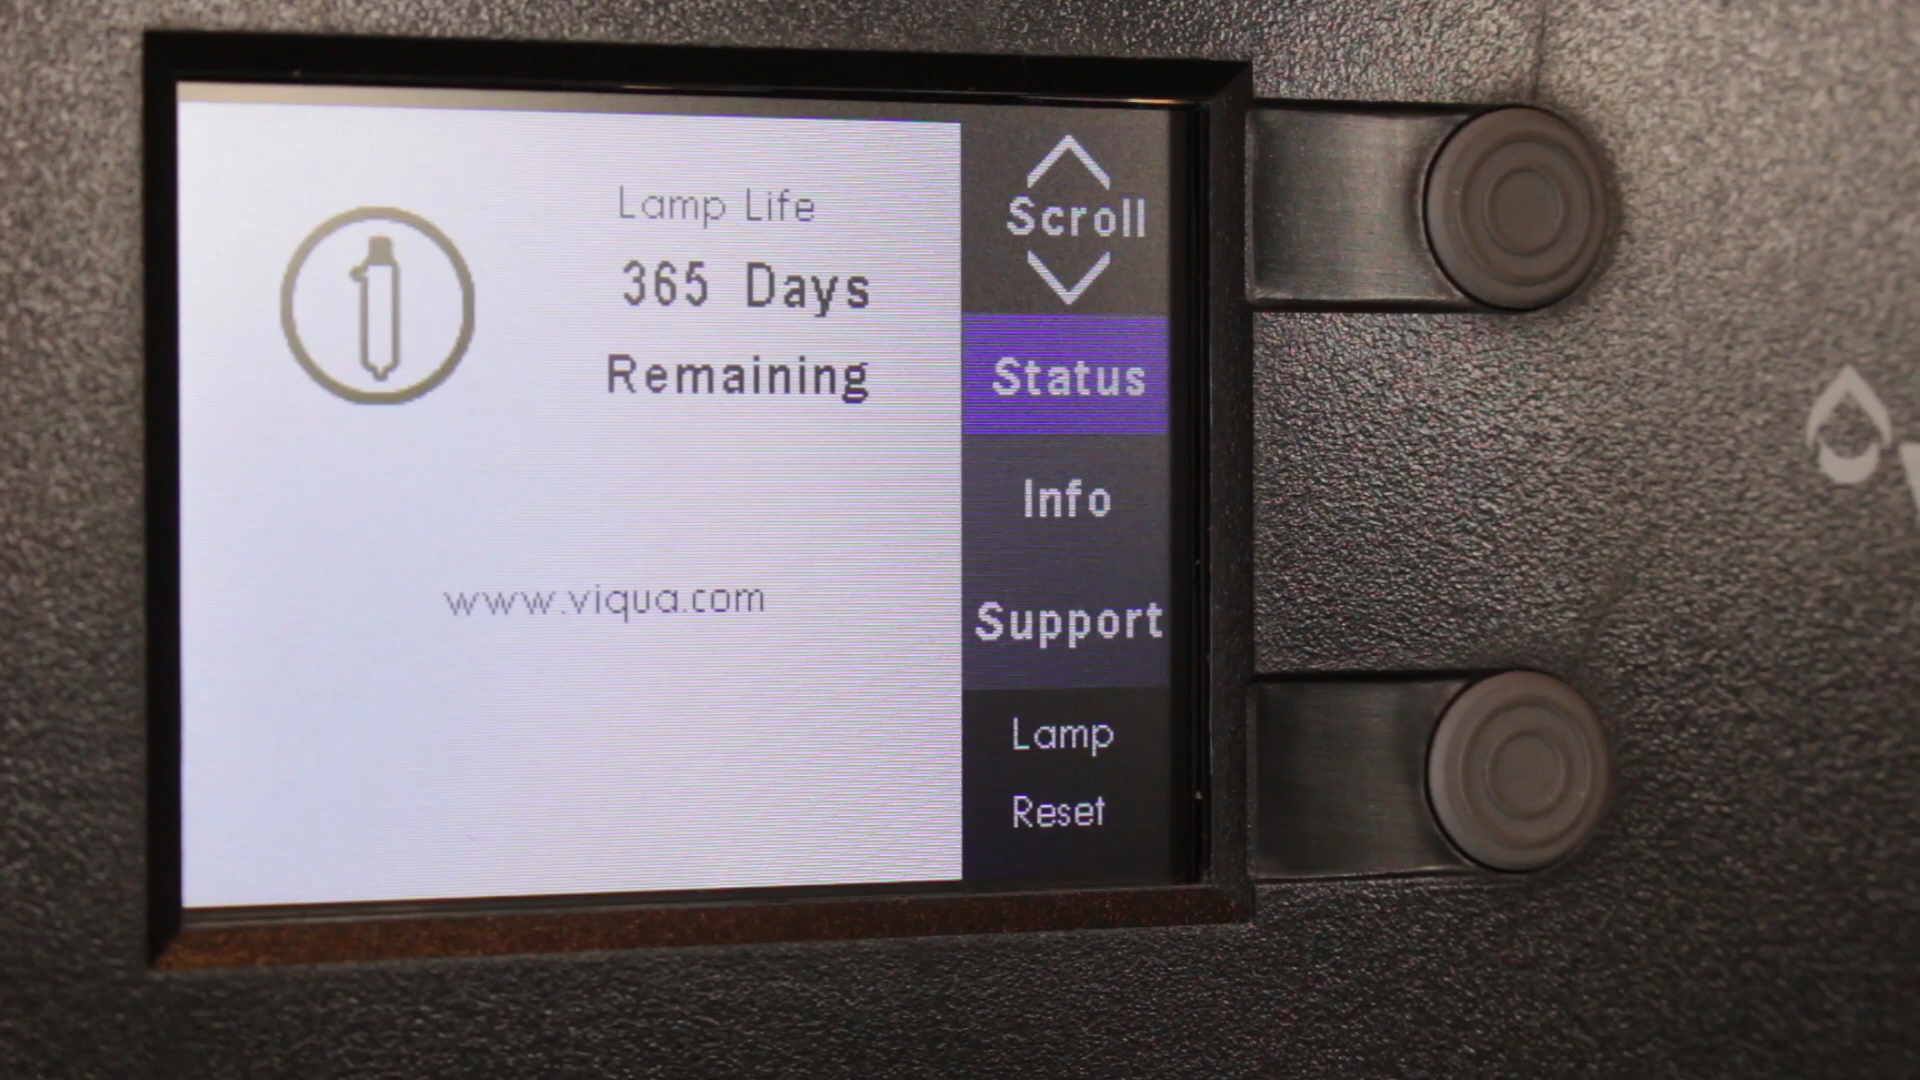 Lamp Life
365 Days
Remaining
www.viqua.com
Scroll
Status
Info
Support
Lamp
Reset